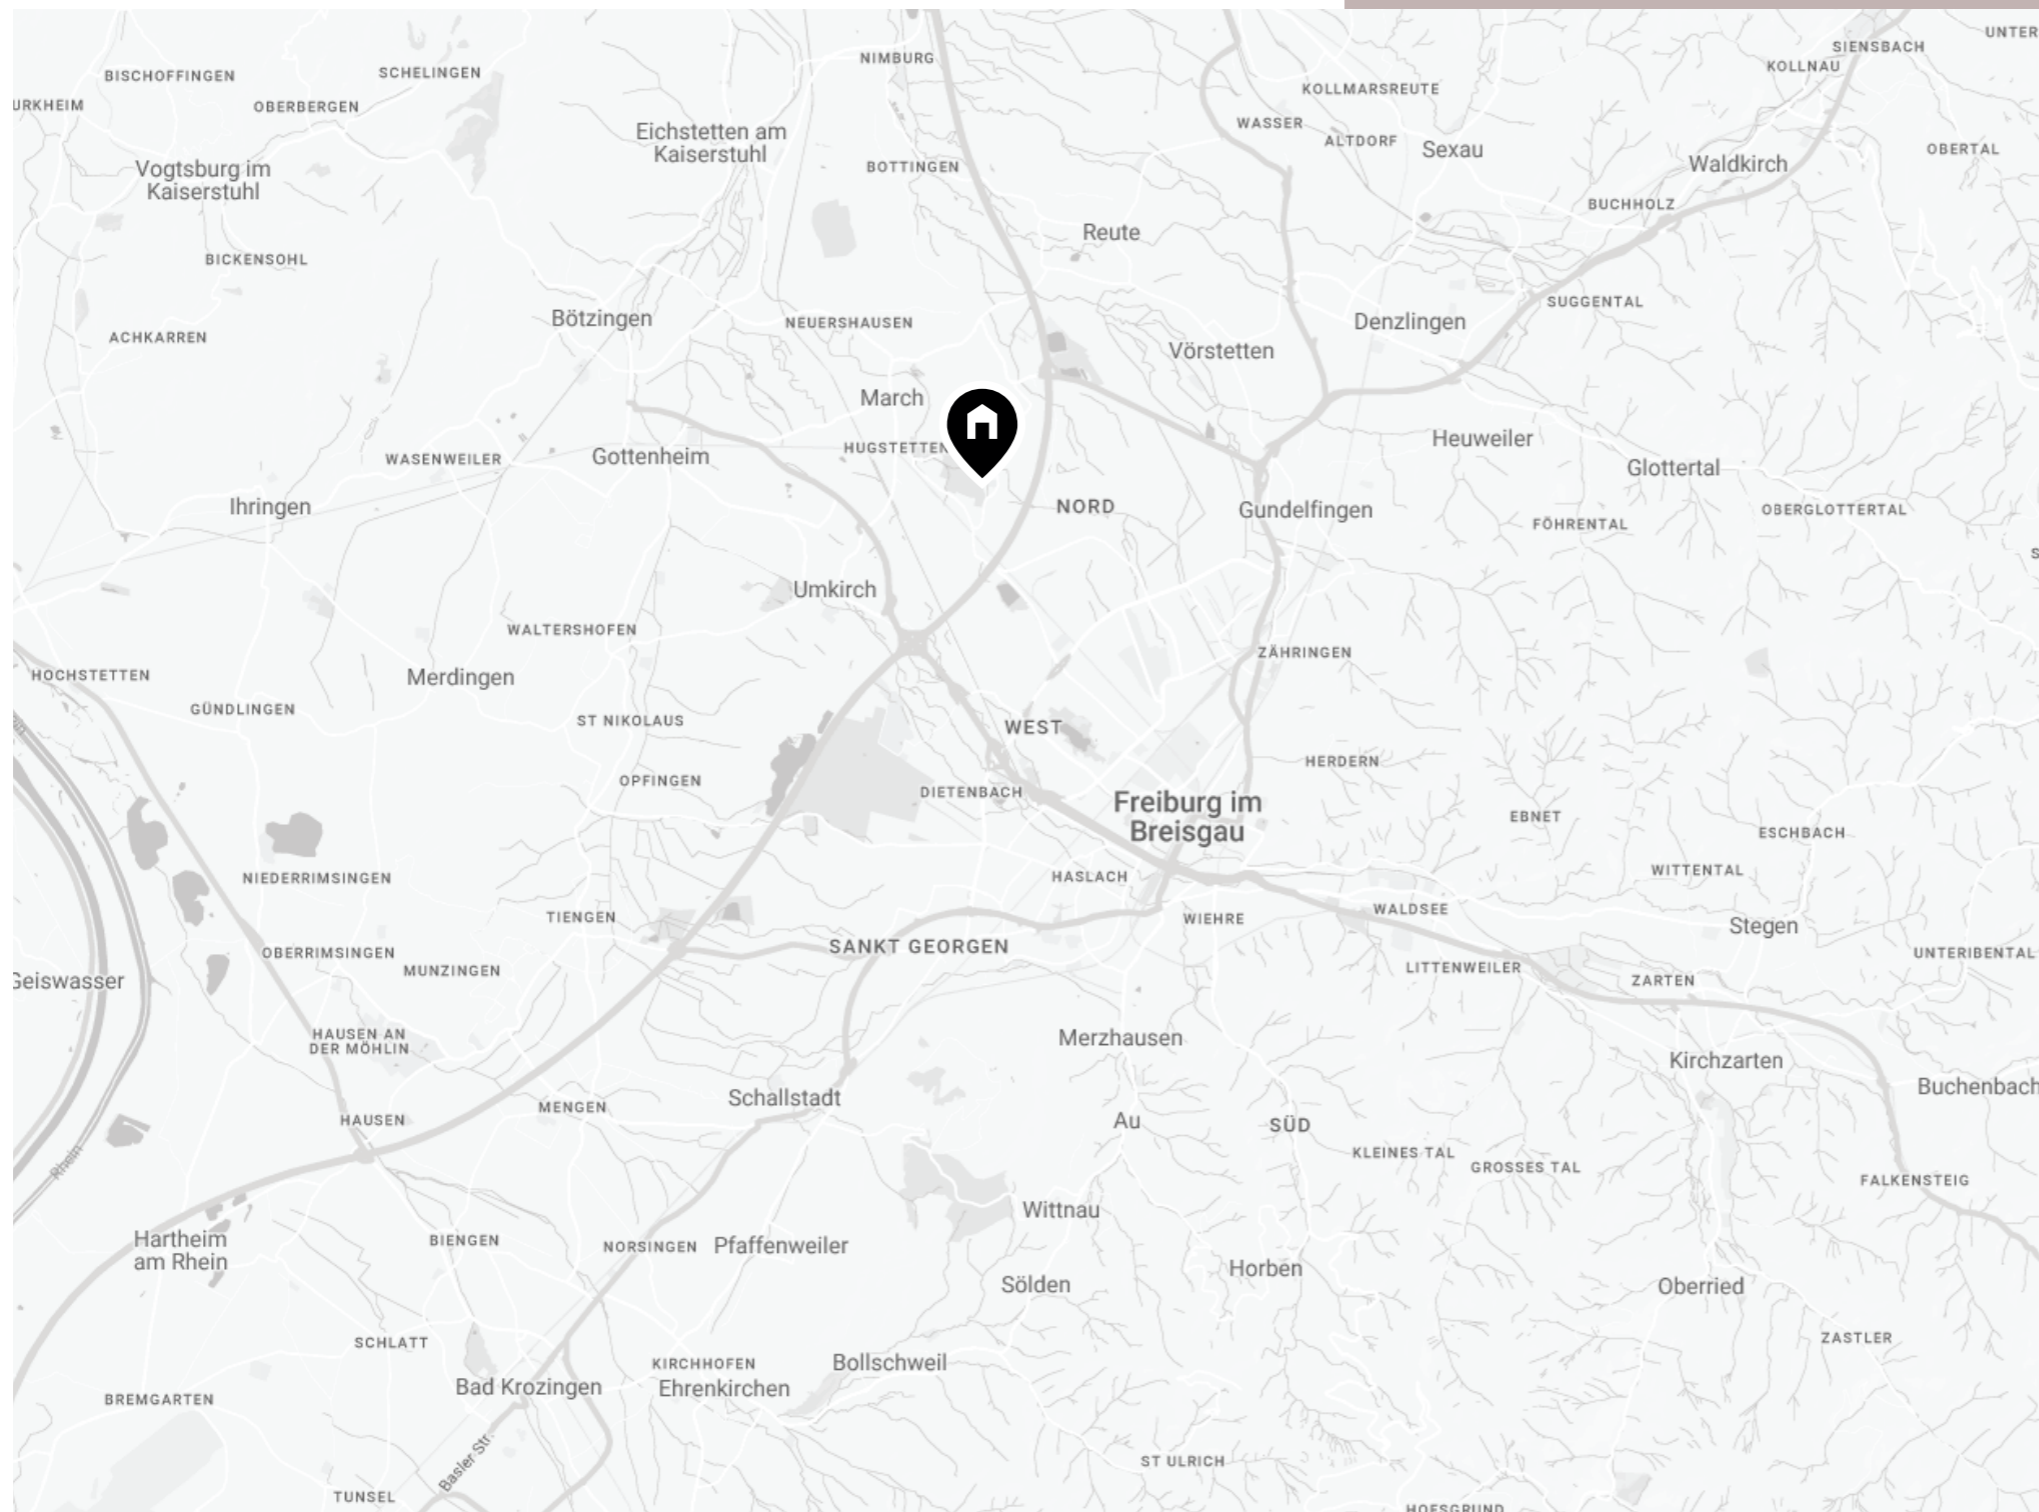 NIMBURG
SIENSBACH
UNTER
BISCHOFFINGEN
SCHELINGEN
KOLLNAU
URKHEIM
OBERBERGEN
KOLLMARSREUTE
WASSER
Eichstetten am
Kaiserstuhl
ALTDORF
Sexau
OBERTAL
Vogtsburg im
Kaiserstuhl
BOTTINGEN
Waldkirch
BUCHHOLZ
Reute
BICKENSOHL
SUGGENTAL
Bötzingen
NEUERSHAUSEN
Denzlingen
ACHKARREN
Vörstetten
March
HUGSTETTEN
Heuweiler
WASENWEILER
Gottenheim
Glottertal
Ihringen
NORD
Gundelfingen
OBERGLOTTERTAL
FÖHRENTAL
S
Umkirch
WALTERSHOFEN
ZÄHRINGEN
HOCHSTETTEN
Merdingen
GÜNDLINGEN
ST NIKOLAUS
WEST
HERDERN
OPFINGEN
DIETENBACH
Freiburg im
Breisgau
EBNET
ESCHBACH
NIEDERRIMSINGEN
HASLACH
WITTENTAL
TIENGEN
WIEHRE
WALDSEE
Stegen
SANKT GEORGEN
OBERRIMSINGEN
MUNZINGEN
UNTERIBENTAL
LITTENWEILER
ZARTEN
Geiswasser
HAUSEN AN
DER MÖHLIN
Merzhausen
Kirchzarten
Buchenbach
Schallstadt
MENGEN
HAUSEN
Au
SÜD
KLEINES TAL
GROSSES TAL
Rhein
FALKENSTEIG
Wittnau
Hartheim
am Rhein
BIENGEN
NORSINGEN
Pfaffenweiler
Horben
Sölden
Oberried
SCHLATT
ZASTLER
KIRCHHOFEN
Bollschweil
Bad Krozingen
Ehrenkirchen
BREMGARTEN
Basler Str.
ST ULRICH
TUNSEL
HOFSGRUND